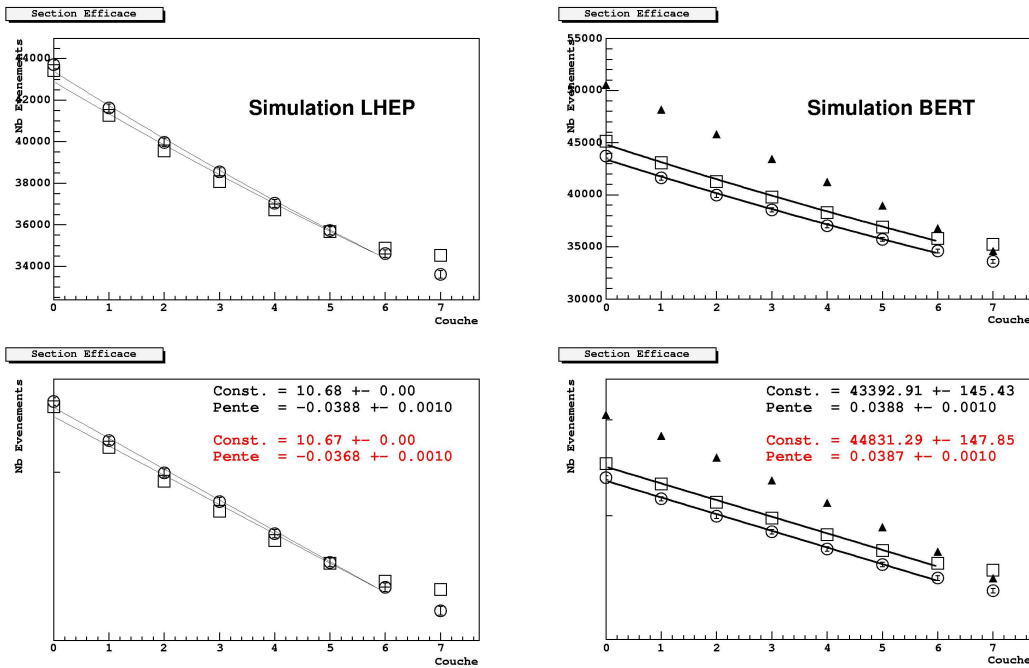 Section Efficace
Nb Evenements
44000
42000
40000
38000
36000
34000
Simulation LHEP
0 1 2 3 4 5 6 7
Couche
Section Efficace
Nb Evenements
55000
50000
45000
40000
35000
30000
Simulation BERT
0 1 2 3 4 5 6 7
Couche
Section Efficace
Nb Evenements
Const. = 10.68 +- 0.00
Pente = -0.0388 +- 0.0010
Const. = 10.67 +- 0.00
Pente = -0.0368 +- 0.0010
0 1 2 3 4 5 6 7
Couche
Section Efficace
Nb Evenements
Const. = 43392.91 +- 145.43
Pente = 0.0388 +- 0.0010
Const. = 44831.29 +- 147.85
Pente = 0.0387 +- 0.0010
0 1 2 3 4 5 6 7
Couche